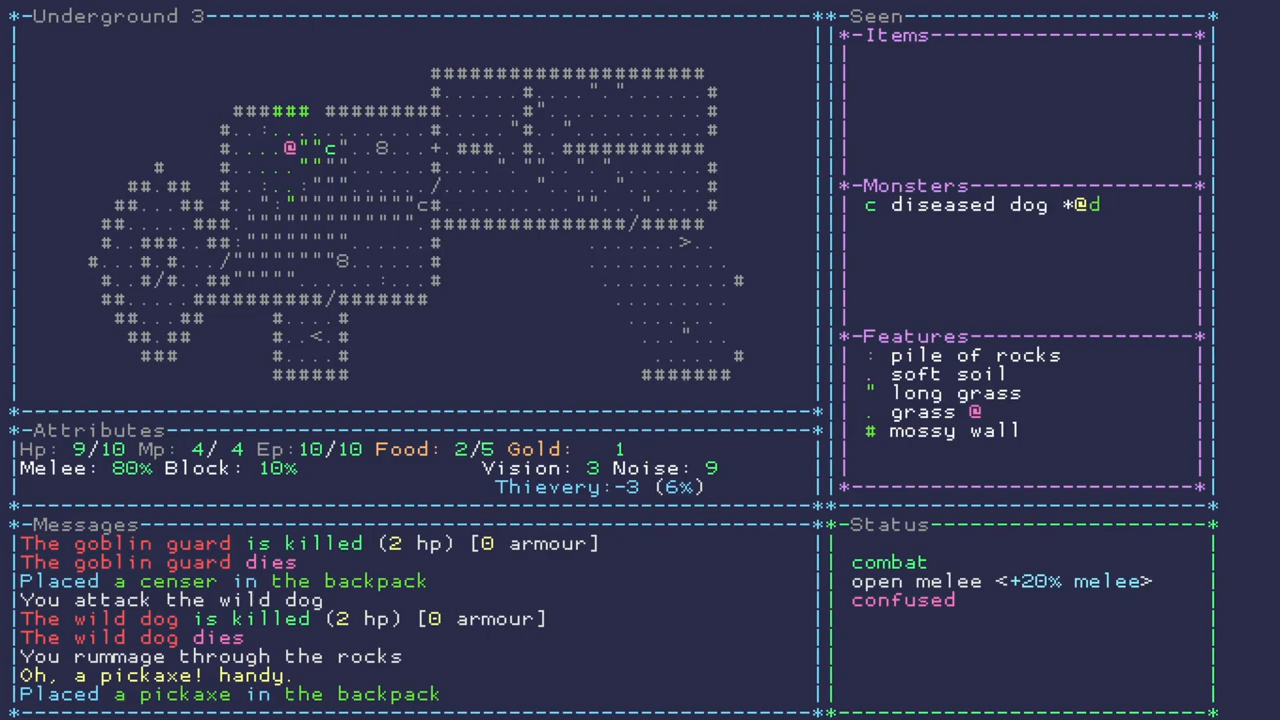 Underground 3
Seen
Items
Monsters
c diseased dog *@d
Features
: pile of rocks
. soft soil
" long grass
. grass @
# mossy wall
Attributes
Hp: 9/10 Mp: 4/ 4 Ep:10/10 Food: 2/5 Gold: 1
Melee: 80% Block: 10% Vision: 3 Noise: 9
Thievery:-3 (6%)
Messages
The goblin guard is killed (2 hp) [0 armour]
The goblin guard dies
Placed a censer in the backpack
You attack the wild dog
The wild dog is killed (2 hp) [0 armour]
The wild dog dies
You rummage through the rocks
Oh, a pickaxe! handy.
Placed a pickaxe in the backpack
Status
combat
open melee <+20% melee>
confused